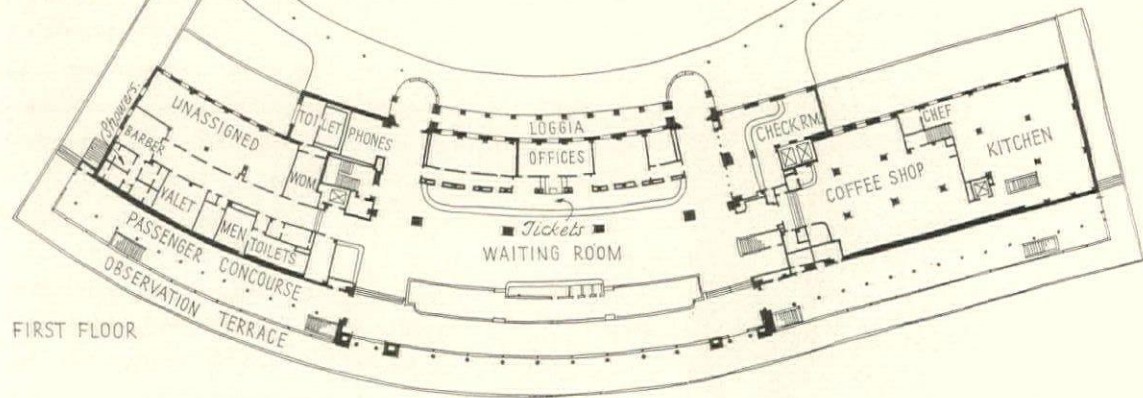 Showers.
BARBER
UNASSIGNED
VALET
MEN
TOILETS
TOILET
WOM.
PHONES
LOGGIA
OFFICES
Tickets
WAITING ROOM
CHECK RM.
COFFEE SHOP
CHEF
KITCHEN
PASSENGER CONCOURSE
OBSERVATION TERRACE
FIRST FLOOR